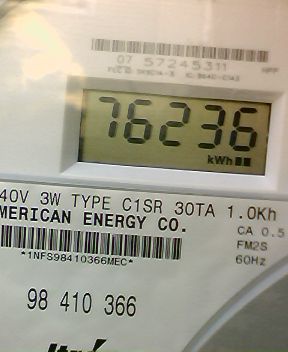 07 57245311
76236
kWh
40V 3W TYPE C1SR 30TA 1.0Kh
MERICAN ENERGY CO.
CA 0.5
FM2S
60Hz
*1NFS98410366MEC*
98 410 366